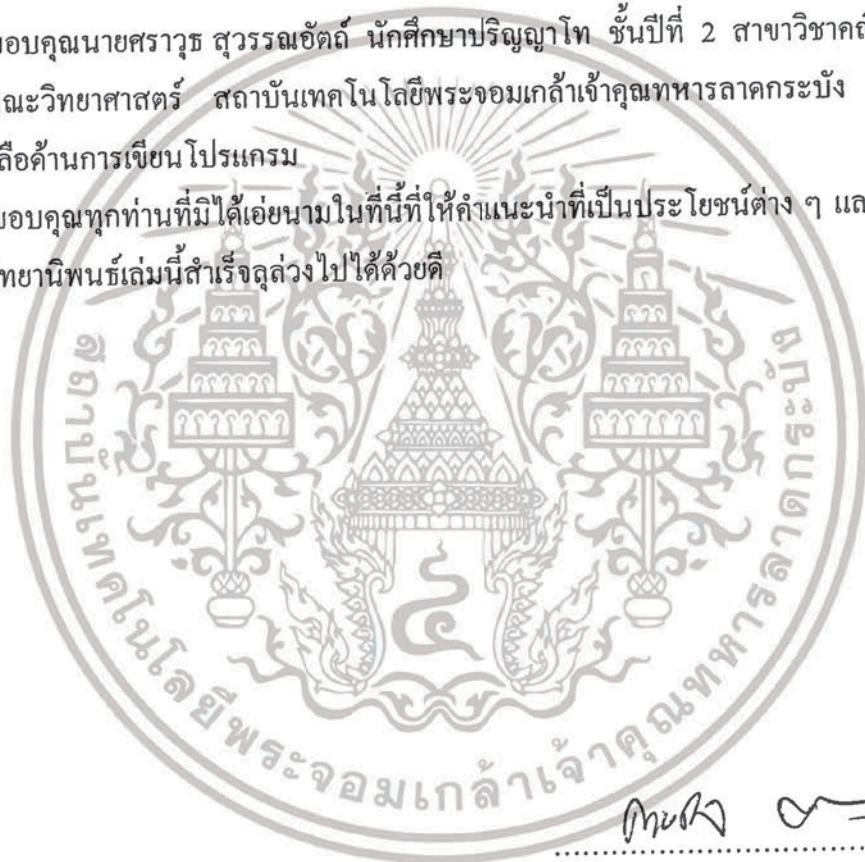 ขอบคุณนายศราวุธ สุวรรณอัตถ์ นักศึกษาปริญญาโท ชั้นปีที่ 2 สาขาวิชาคณิ
คณะวิทยาศาสตร์ สถาบันเทคโนโลยีพระจอมเกล้าเจ้าคุณทหารลาดกระบัง
เลือด้านการเขียนโปรแกรม
ขอบคุณทุกท่านที่มิได้เอ่ยนามในที่นี้ที่ให้คำแนะนำที่เป็นประโยชน์ต่าง ๆ แล
วิทยานิพนธ์เล่มนี้สำเร็จลุล่วงไปได้ด้วยดี
สถาบันเทคโนโลยีพระจอมเกล้าเจ้าคุณทหารลาดกระบัง
๔